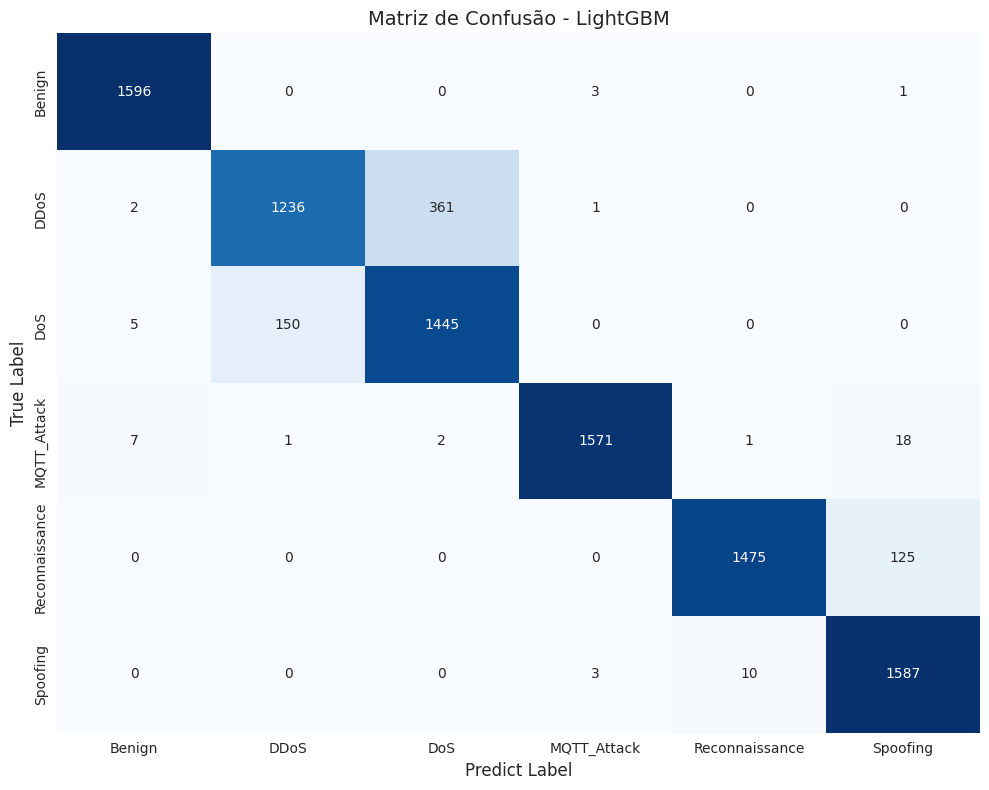 Matriz de Confusão - LightGBM
True Label
Benign 1596 0 0 3 0 1
DDoS 2 1236 361 1 0 0
DoS 5 150 1445 0 0 0
MQTT_Attack 7 1 2 1571 1 18
Reconnaissance 0 0 0 0 1475 125
Spoofing 0 0 0 3 10 1587
Benign DDoS DoS MQTT_Attack Reconnaissance Spoofing
Predict Label